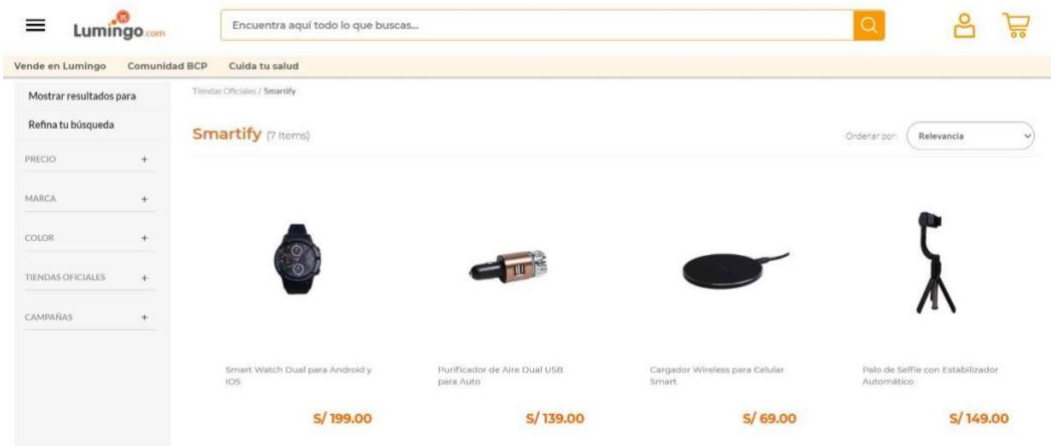 Lumingo.com
Encuentra aquí todo lo que buscas...
Vende en Lumingo Comunidad BCP Cuida tu salud
Mostrar resultados para
Refina tu búsqueda
PRECIO +
MARCA +
COLOR +
TIENDAS OFICIALES +
CAMPAÑAS +
Tiendas Oficiales / Smartify
Smartify (7 Items)
Ordenar por: Relevancia
Smart Watch Dual para Android y
IOS
S/ 199.00
Purificador de Aire Dual USB
para Auto
S/ 139.00
Cargador Wireless para Celular
Smart
S/ 69.00
Palo de Selfie con Estabilizador
Automático
S/ 149.00